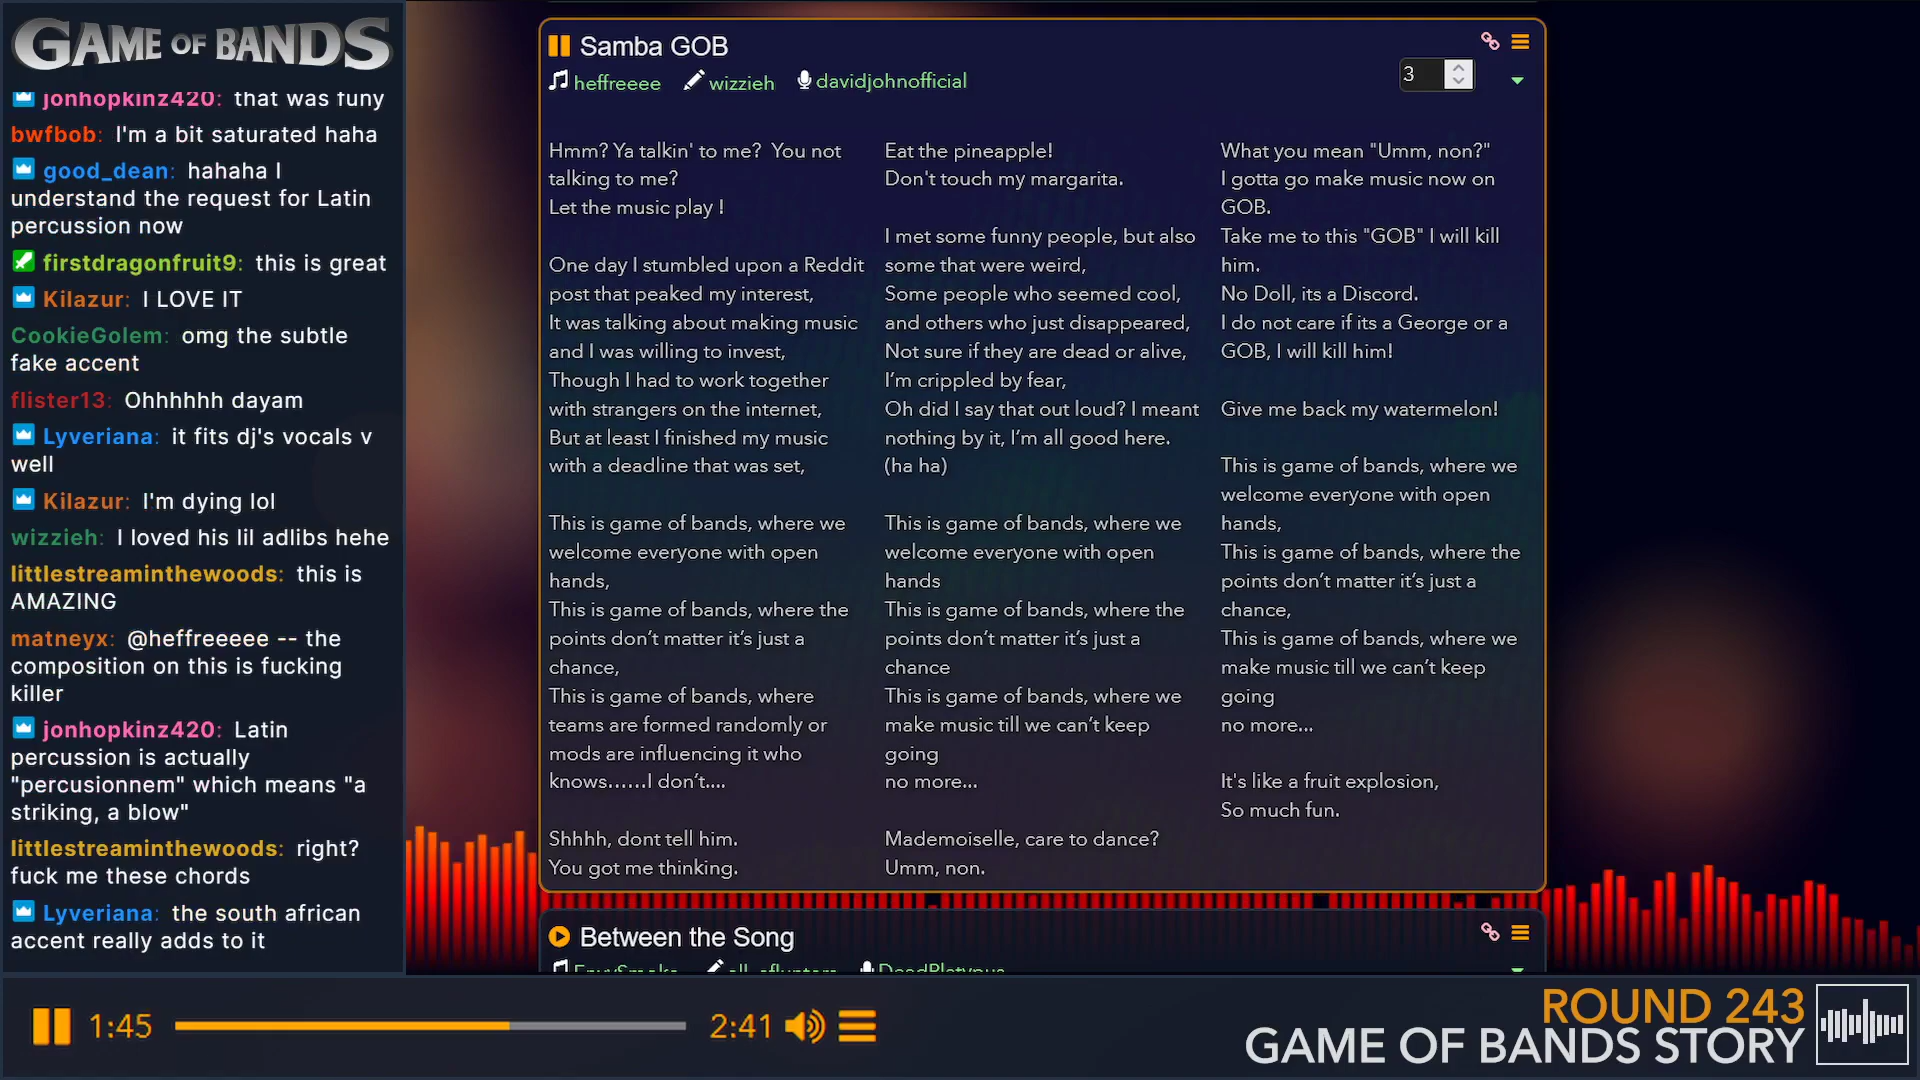 GAME OF BANDS
jonhopkinz420: that was funy
bwfbob: I'm a bit saturated haha
good_dean: hahaha I
understand the request for Latin
percussion now
firstdragonfruit9: this is great
Kilazur: I LOVE IT
CookieGolem: omg the subtle
fake accent
flister13: Ohhhhhh dayam
Lyveriana: it fits dj's vocals v
well
Kilazur: I'm dying lol
wizzieh: I loved his lil adlibs hehe
littlestreaminthewoods: this is
AMAZING
matneyx: @heffreeeee -- the
composition on this is fucking
killer
jonhopkinz420: Latin
percussion is actually
"percusionnem" which means "a
striking, a blow"
littlestreaminthewoods: right?
fuck me these chords
Lyveriana: the south african
accent really adds to it
Samba GOB
heffreeeee wizzieh davidjohnofficial
3
Hmm? Ya talkin' to me?  You not
talking to me?
Let the music play !
One day I stumbled upon a Reddit
post that peaked my interest,
It was talking about making music
and I was willing to invest,
Though I had to work together
with strangers on the internet,
But at least I finished my music
with a deadline that was set,
This is game of bands, where we
welcome everyone with open
hands,
This is game of bands, where the
points don't matter it's just a
chance,
This is game of bands, where
teams are formed randomly or
mods are influencing it who
knows......I don't....
Shhhh, dont tell him.
You got me thinking.
Eat the pineapple!
Don't touch my margarita.
I met some funny people, but also
some that were weird,
Some people who seemed cool,
and others who just disappeared,
Not sure if they are dead or alive,
I'm crippled by fear,
Oh did I say that out loud? I meant
nothing by it, I'm all good here.
(ha ha)
This is game of bands, where we
welcome everyone with open
hands
This is game of bands, where the
points don't matter it's just a
chance
This is game of bands, where we
make music till we can't keep
going
no more...
Mademoiselle, care to dance?
Umm, non.
What you mean "Umm, non?"
I gotta go make music now on
GOB.
Take me to this "GOB" I will kill
him.
No Doll, its a Discord.
I do not care if its a George or a
GOB, I will kill him!
Give me back my watermelon!
This is game of bands, where we
welcome everyone with open
hands,
This is game of bands, where the
points don't matter it's just a
chance,
This is game of bands, where we
make music till we can't keep
going
no more...
It's like a fruit explosion,
So much fun.
Between the Song
DeadPlatypus
1:45 2:41
ROUND 243
GAME OF BANDS STORY